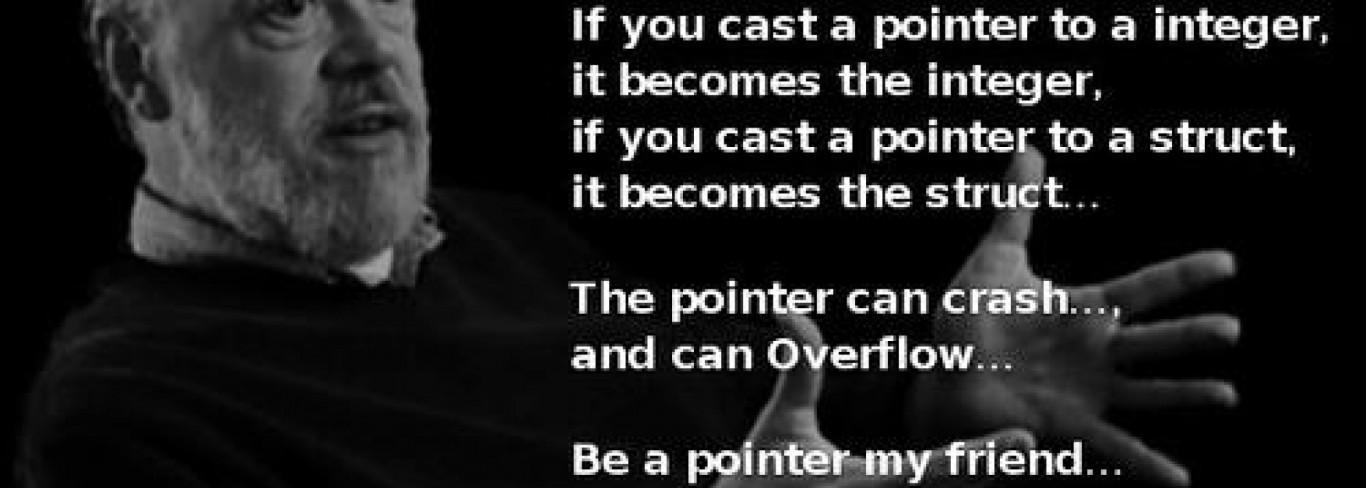 If you cast a pointer to a integer,
it becomes the integer,
if you cast a pointer to a struct,
it becomes the struct...
The pointer can crash...,
and can Overflow...
Be a pointer my friend...